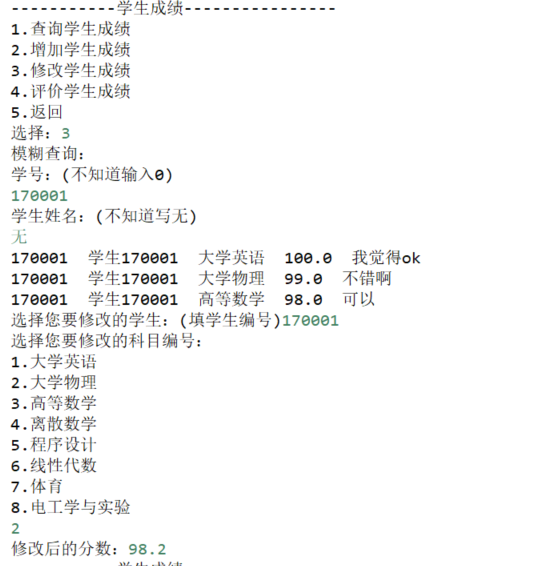 -----------学生成绩----------------
1.查询学生成绩
2.增加学生成绩
3.修改学生成绩
4.评价学生成绩
5.返回
选择：3
模糊查询：
学号：(不知道输入0)
170001
学生姓名：(不知道写无)
无
170001  学生170001  大学英语  100.0  我觉得ok
170001  学生170001  大学物理  99.0  不错啊
170001  学生170001  高等数学  98.0  可以
选择您要修改的学生：(填学生编号)170001
选择您要修改的科目编号：
1.大学英语
2.大学物理
3.高等数学
4.离散数学
5.程序设计
6.线性代数
7.体育
8.电工学与实验
2
修改后的分数：98.2